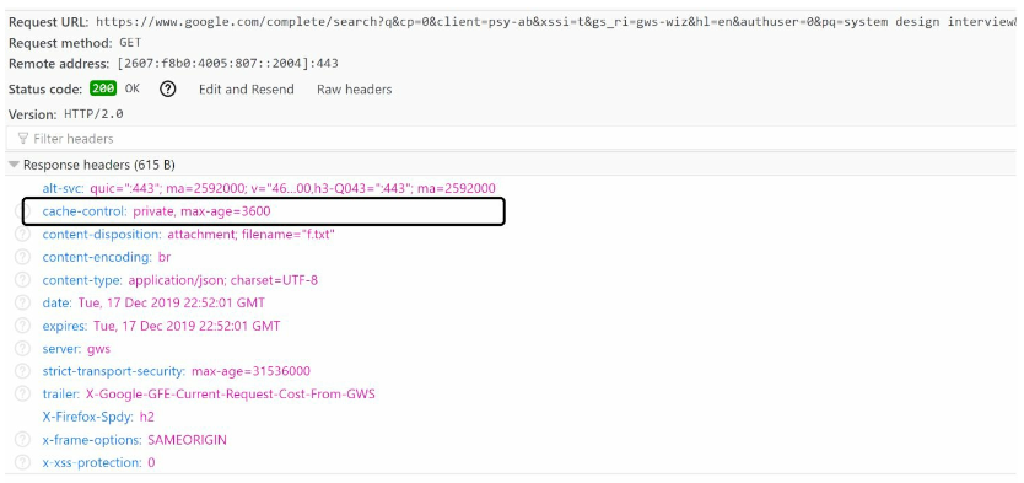 Request URL: https://www.google.com/complete/search?q&cp=0&client=psy-ab&xssi=t&gs_ri=gws-wiz&hl=en&authuser=0&pq=system design interview&
Request method: GET
Remote address: [2607:f8b0:4005:807::2004]:443
Status code: 200 OK ? Edit and Resend Raw headers
Version: HTTP/2.0
Filter headers
Response headers (615 B)
alt-svc: quic=":443"; ma=2592000; v="46...00,h3-Q043=":443"; ma=2592000
cache-control: private, max-age=3600
? content-disposition: attachment; filename="f.txt"
? content-encoding: br
? content-type: application/json; charset=UTF-8
? date: Tue, 17 Dec 2019 22:52:01 GMT
? expires: Tue, 17 Dec 2019 22:52:01 GMT
? server: gws
? strict-transport-security: max-age=31536000
? trailer: X-Google-GFE-Current-Request-Cost-From-GWS
X-Firefox-Spdy: h2
? x-frame-options: SAMEORIGIN
? x-xss-protection: 0